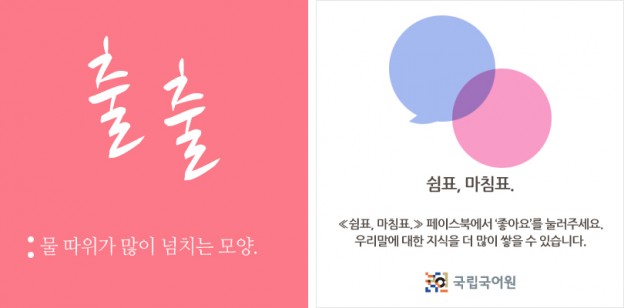 출
출
: 물 따위가 많이 넘치는 모양.
쉼표, 마침표.
≪쉼표, 마침표.≫ 페이스북에서 '좋아요'를 눌러주세요.
우리말에 대한 지식을 더 많이 쌓을 수 있습니다.
국립국어원